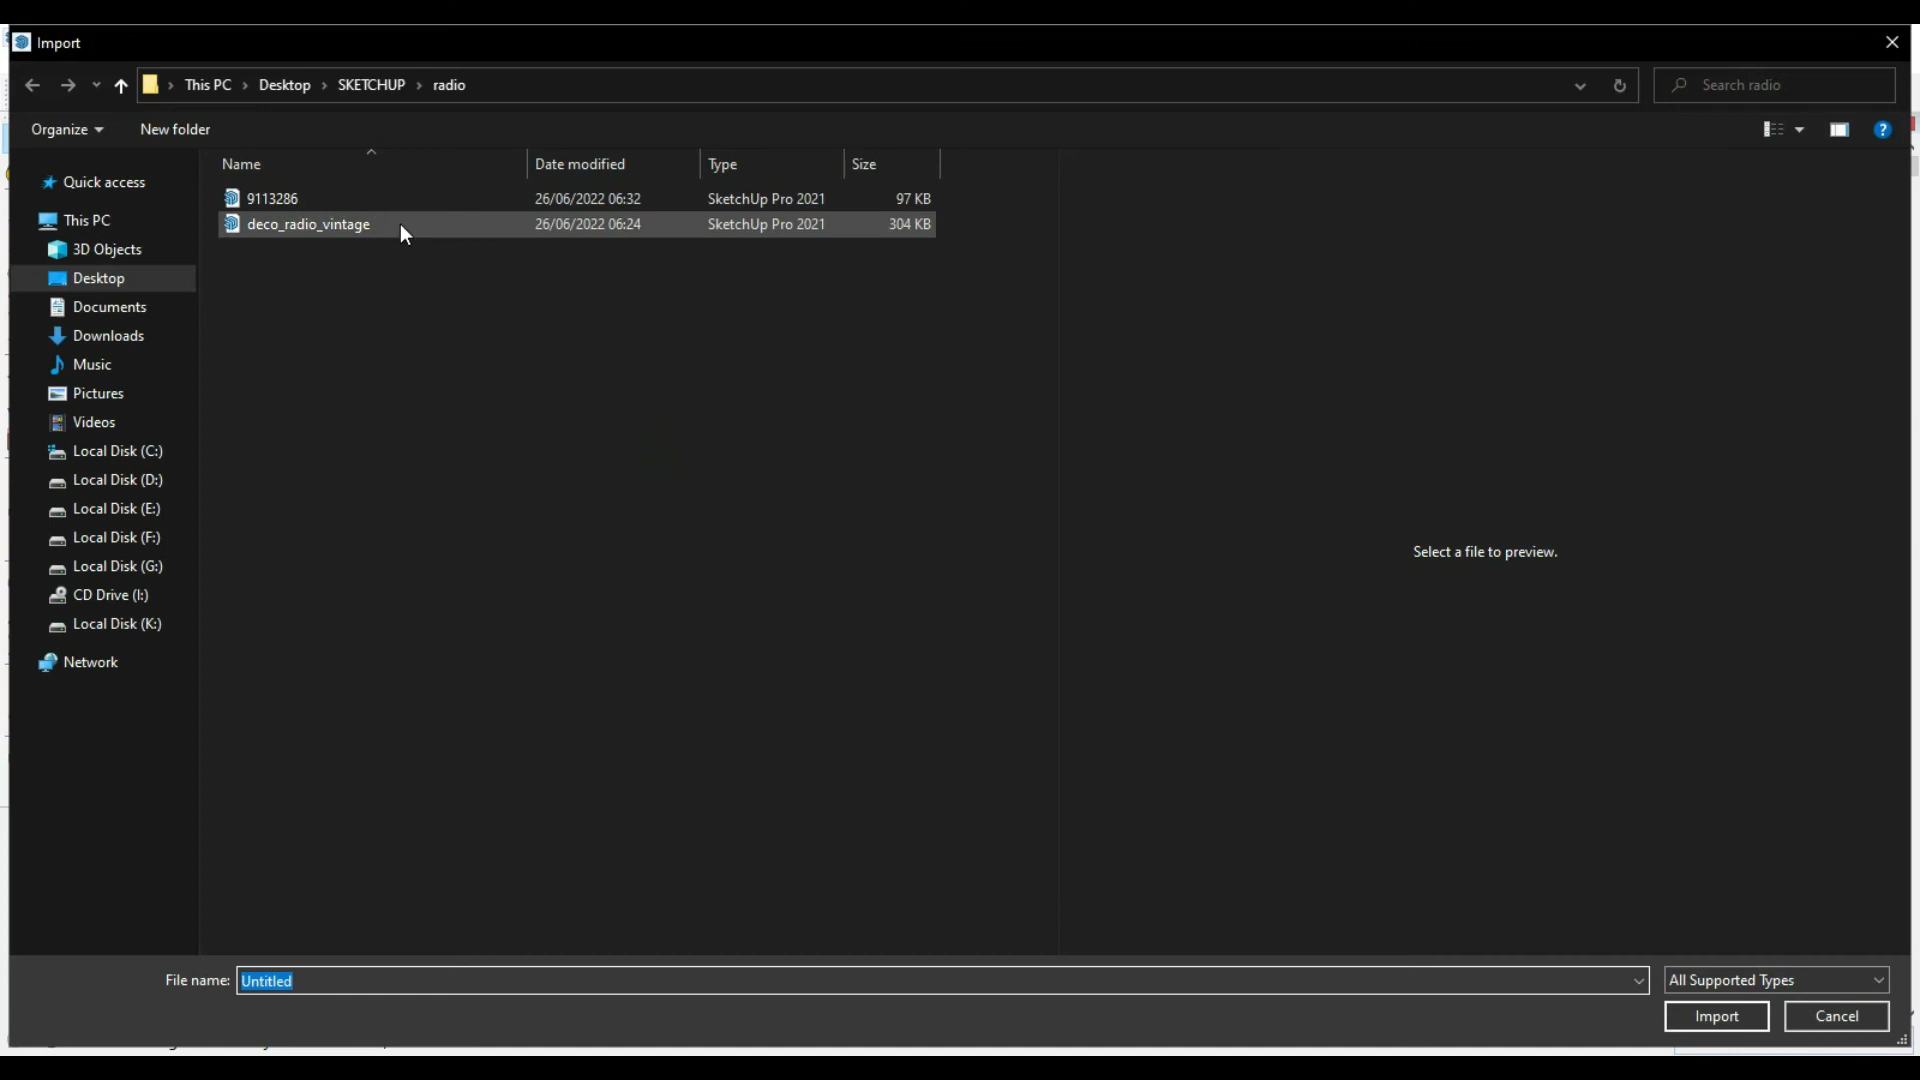 Import
This PC › Desktop › SKETCHUP › radio
Search radio
Organize
New folder
Name
Date modified
Type
Size
Quick access
This PC
3D Objects
Desktop
Documents
Downloads
Music
Pictures
Videos
Local Disk (C:)
Local Disk (D:)
Local Disk (E:)
Local Disk (F:)
Local Disk (G:)
CD Drive (I:)
Local Disk (K:)
Network
9113286 26/06/2022 06:32 SketchUp Pro 2021 97 KB
deco_radio_vintage 26/06/2022 06:24 SketchUp Pro 2021 304 KB
Select a file to preview.
File name: Untitled
All Supported Types
Import
Cancel